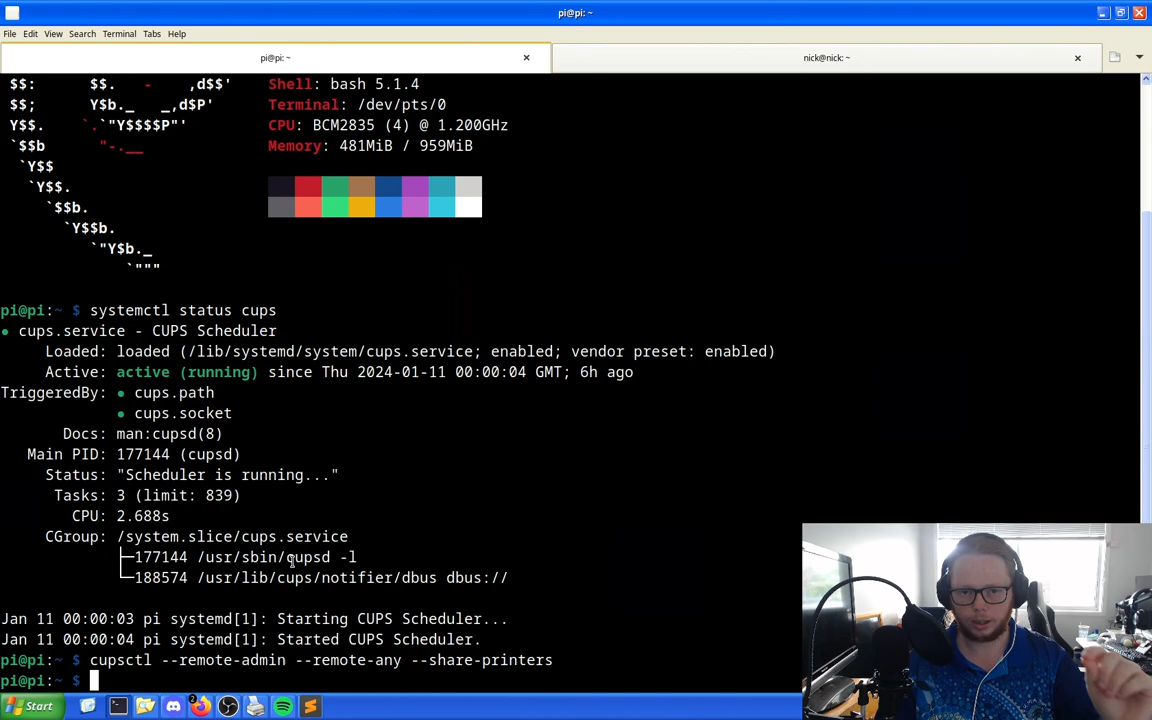 pi@pi: ~
File Edit View Search Terminal Tabs Help
pi@pi: ~
nick@nick: ~
$$: $$. - ,d$$' Shell: bash 5.1.4
$$; Y$b._ _,d$P' Terminal: /dev/pts/0
Y$$. `.`"Y$$$$P"' CPU: BCM2835 (4) @ 1.200GHz
`$$b "-.__ Memory: 481MiB / 959MiB
`Y$$
`Y$$.
`$$b.
`Y$$b.
`"Y$b._
`"""
pi@pi:~ $ systemctl status cups
● cups.service - CUPS Scheduler
Loaded: loaded (/lib/systemd/system/cups.service; enabled; vendor preset: enabled)
Active: active (running) since Thu 2024-01-11 00:00:04 GMT; 6h ago
TriggeredBy: ● cups.path
● cups.socket
Docs: man:cupsd(8)
Main PID: 177144 (cupsd)
Status: "Scheduler is running..."
Tasks: 3 (limit: 839)
CPU: 2.688s
CGroup: /system.slice/cups.service
├─177144 /usr/sbin/cupsd -l
└─188574 /usr/lib/cups/notifier/dbus dbus://
Jan 11 00:00:03 pi systemd[1]: Starting CUPS Scheduler...
Jan 11 00:00:04 pi systemd[1]: Started CUPS Scheduler.
pi@pi:~ $ cupsctl --remote-admin --remote-any --share-printers
pi@pi:~ $
Start
2